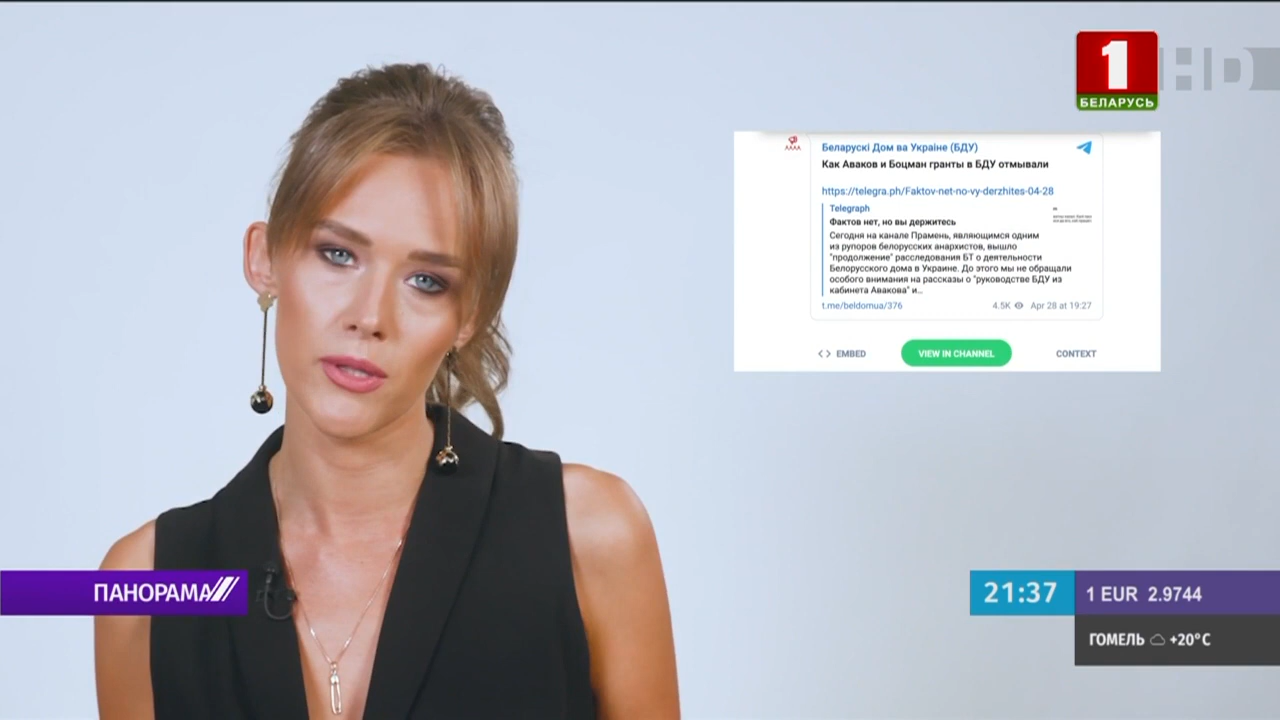 1
HD
БЕЛАРУСЬ
Беларускі Дом ва Украіне (БДУ)
Как Аваков и Боцман гранты в БДУ отмывали
https://telegra.ph/Faktov-net-no-vy-derzhites-04-28
Telegraph
Фактов нет, но вы держитесь
Сегодня на канале Прамень, являющимся одним
из рупоров белорусских анархистов, вышло
"продолжение" расследования БТ о деятельности
Белорусского дома в Украине. До этого мы не обращали
особого внимания на рассказы о "руководстве БДУ из
кабинета Авакова" и...
t.me/beldomua/376 4.5K Apr 28 at 19:27
<> EMBED VIEW IN CHANNEL CONTEXT
ПАНОРАМА
21:37 1 EUR 2.9744
ГОМЕЛЬ +20°C